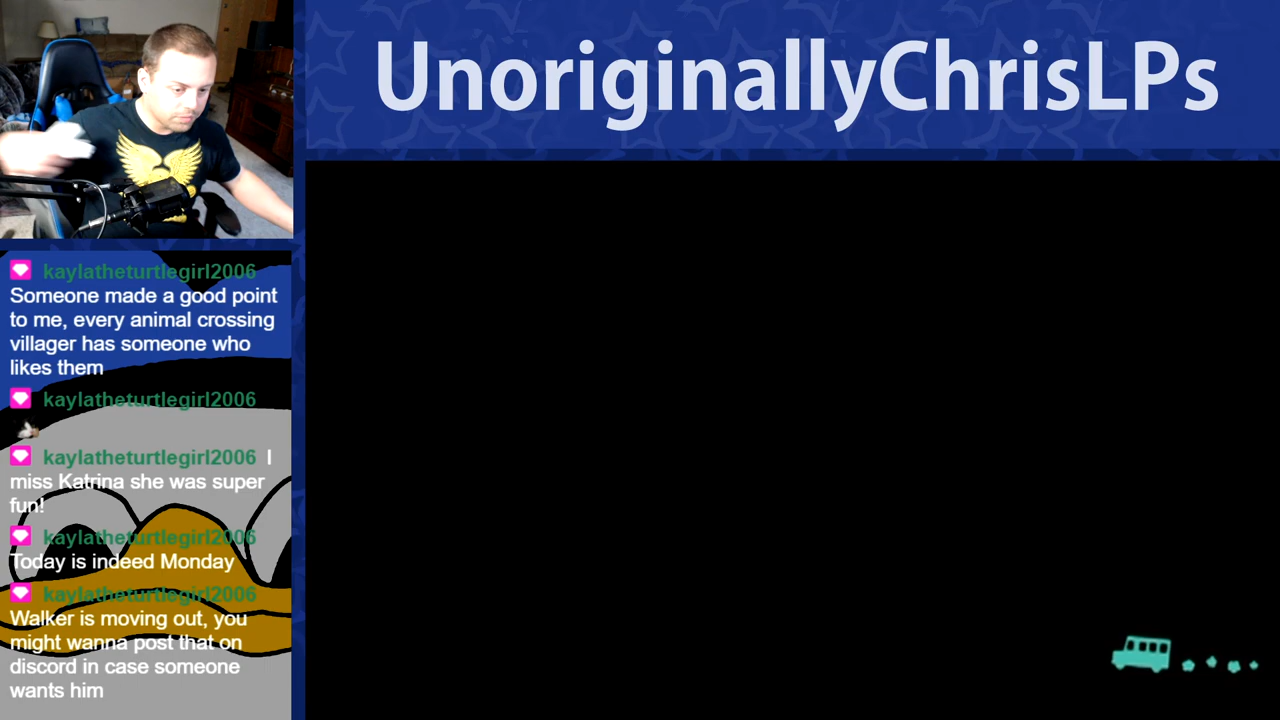 UnoriginallyChrisLPs
kaylatheturtlegirl2006
Someone made a good point
to me, every animal crossing
villager has someone who
likes them
kaylatheturtlegirl2006
kaylatheturtlegirl2006 I
miss Katrina she was super
fun!
kaylatheturtlegirl2006
Today is indeed Monday
kaylatheturtlegirl2006
Walker is moving out, you
might wanna post that on
discord in case someone
wants him